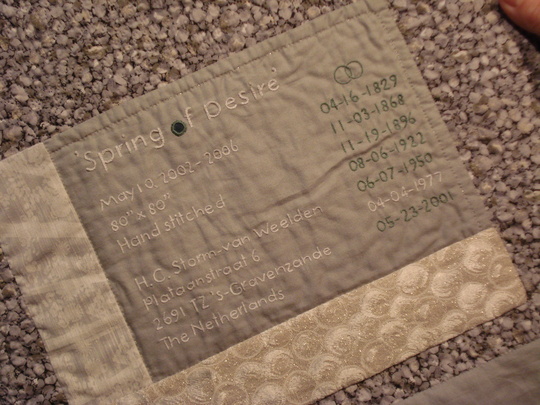 'Spring of Desire'
May 10, 2002-2006
80" x 80"
Hand stitched
H.C. Storm-van Weelden
Plataanstraat 6
2691 TZ 's-Gravenzande
The Netherlands
04-16-1829
11-03-1868
11-19-1896
08-06-1922
06-07-1950
04-04-1977
05-23-2001